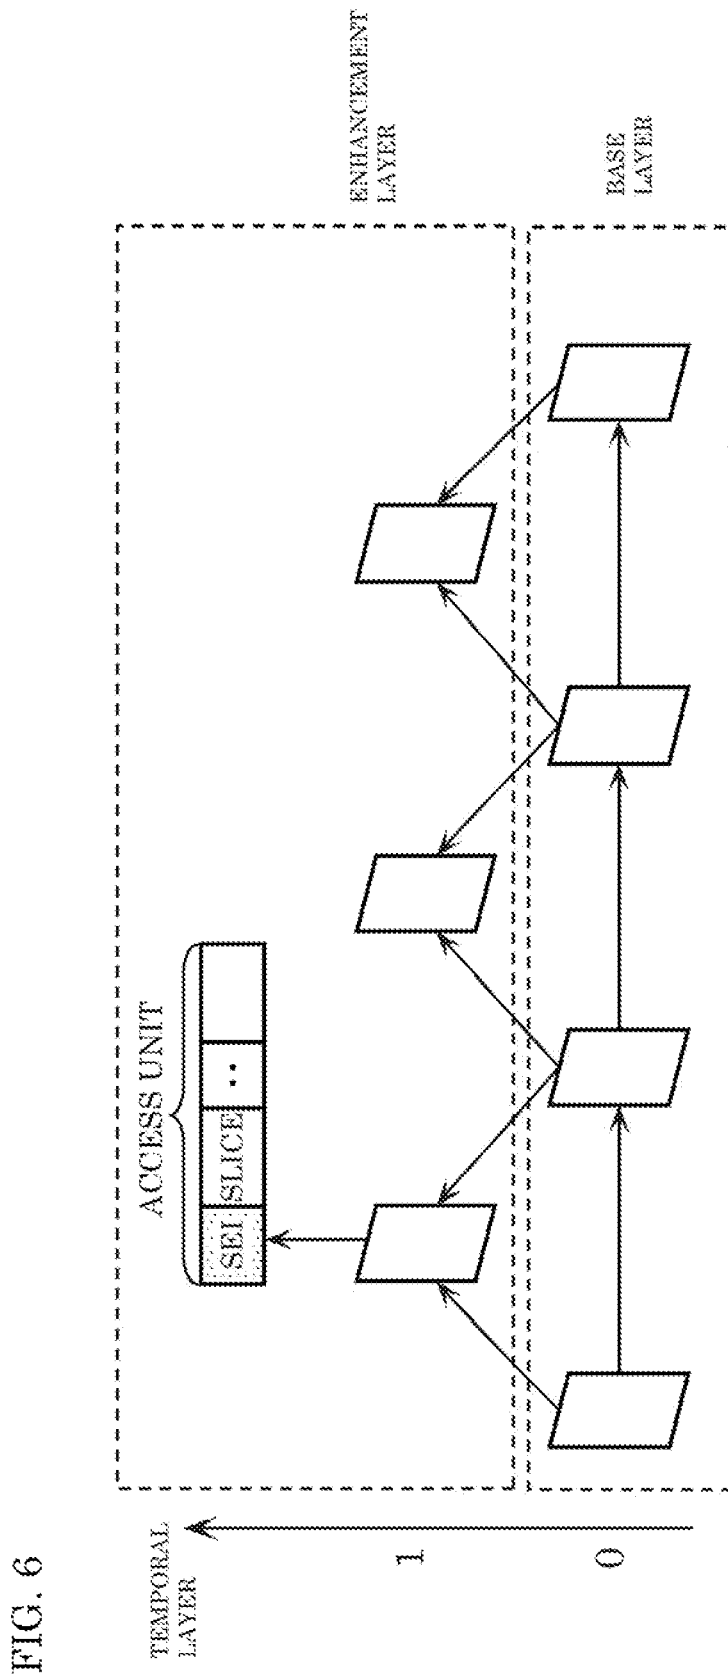 FIG. 6
TEMPORAL
LAYER
1
0
ACCESS UNIT
SEI
SLICE
..
ENHANCEMENT
LAYER
BASE
LAYER